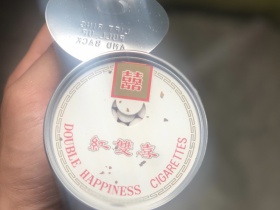 AND BACK
囍
紅雙喜
DOUBLE HAPPINESS CIGARETTES